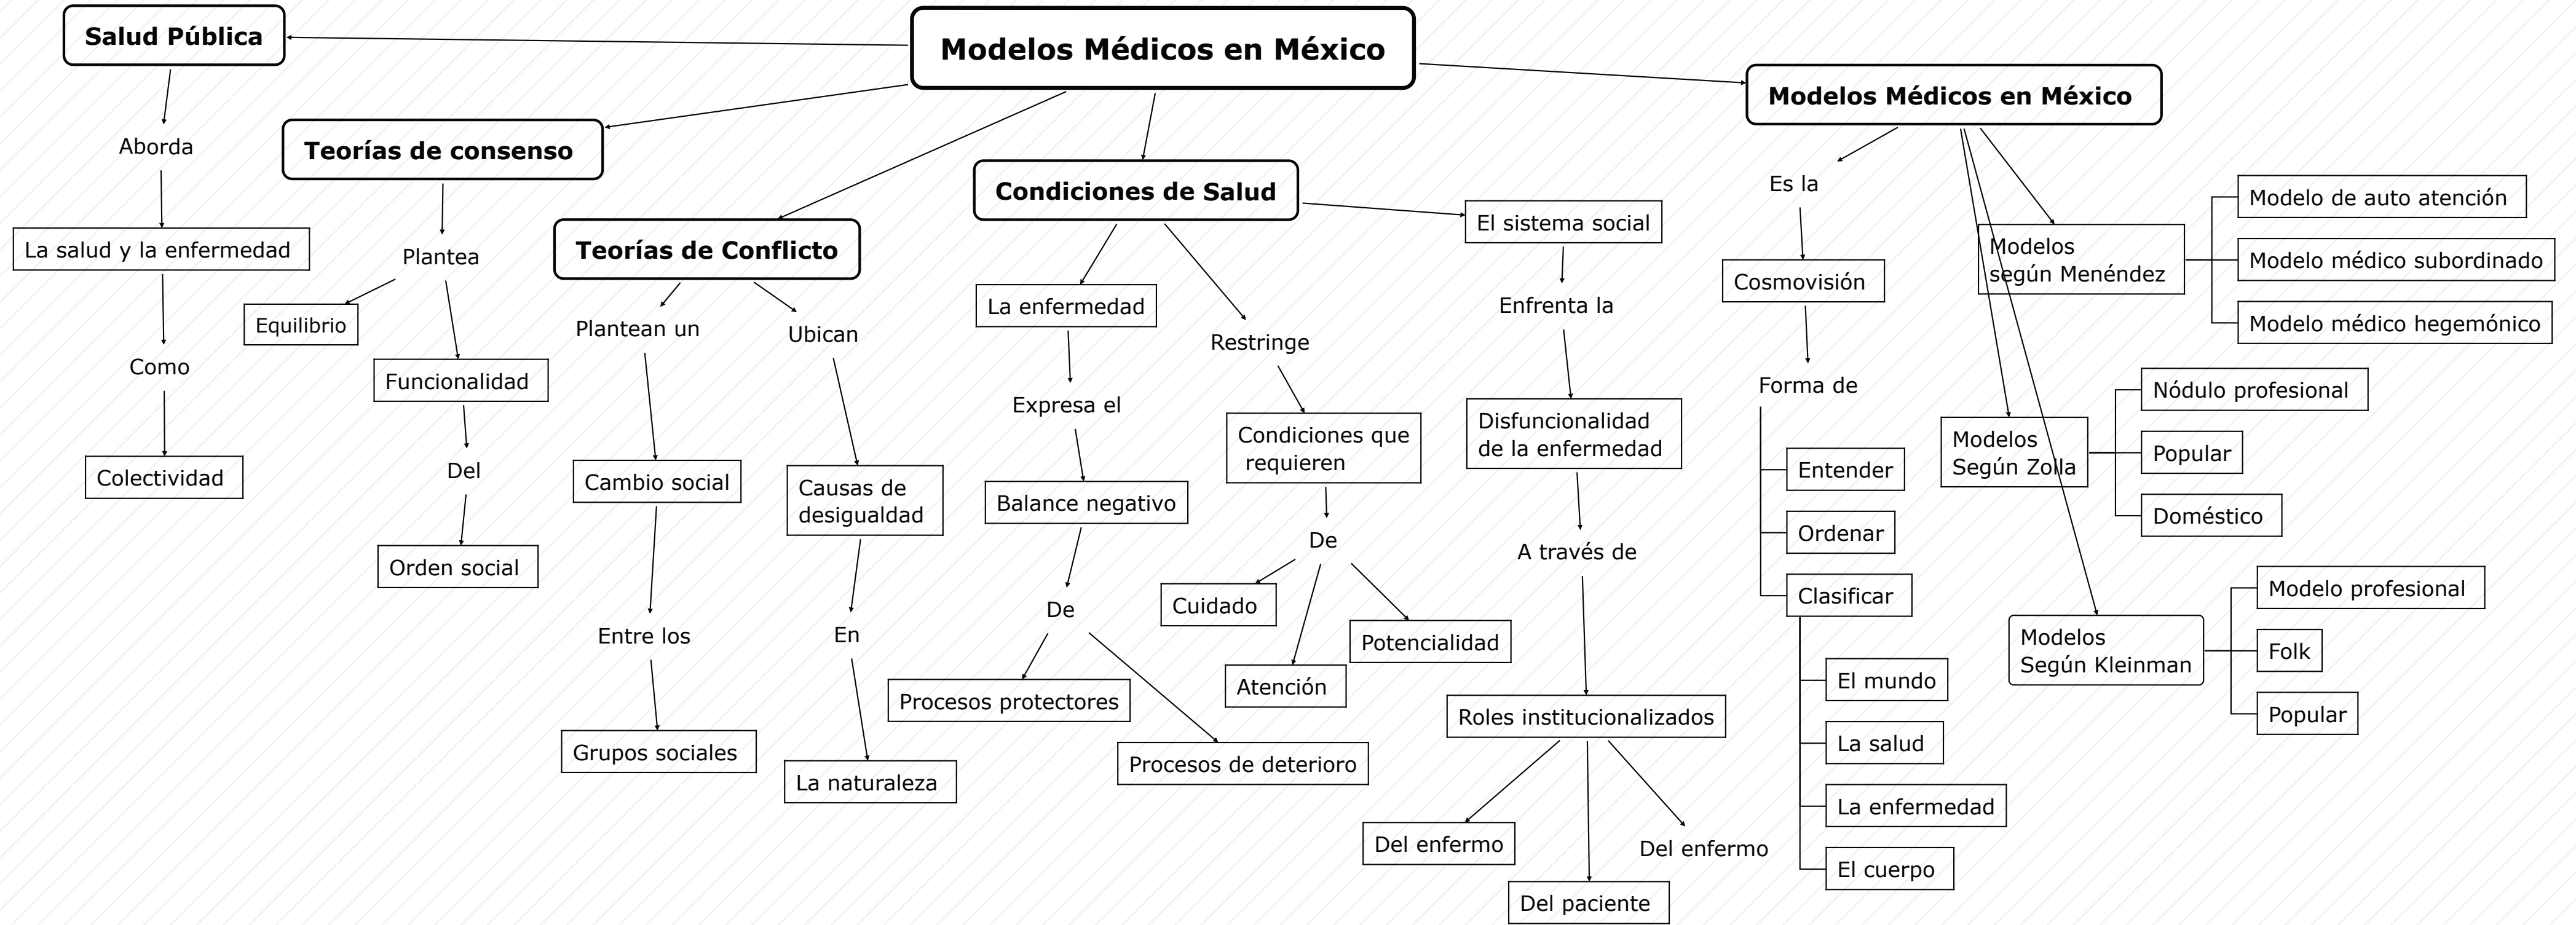 Modelos Médicos en México
Salud Pública
Aborda
La salud y la enfermedad
Como
Colectividad
Teorías de consenso
Plantea
Equilibrio
Funcionalidad
Del
Orden social
Teorías de Conflicto
Plantean un
Cambio social
Entre los
Grupos sociales
Ubican
Causas de
desigualdad
En
La naturaleza
Condiciones de Salud
La enfermedad
Expresa el
Balance negativo
De
Procesos protectores
Procesos de deterioro
Restringe
Condiciones que
requieren
De
Cuidado
Atención
Potencialidad
El sistema social
Enfrenta la
Disfuncionalidad
de la enfermedad
A través de
Roles institucionalizados
Del enfermo
Del paciente
Del enfermo
Modelos Médicos en México
Es la
Cosmovisión
Forma de
Entender
Ordenar
Clasificar
El mundo
La salud
La enfermedad
El cuerpo
Modelos
según Menéndez
Modelo de auto atención
Modelo médico subordinado
Modelo médico hegemónico
Modelos
Según Zolla
Nódulo profesional
Popular
Doméstico
Modelos
Según Kleinman
Modelo profesional
Folk
Popular